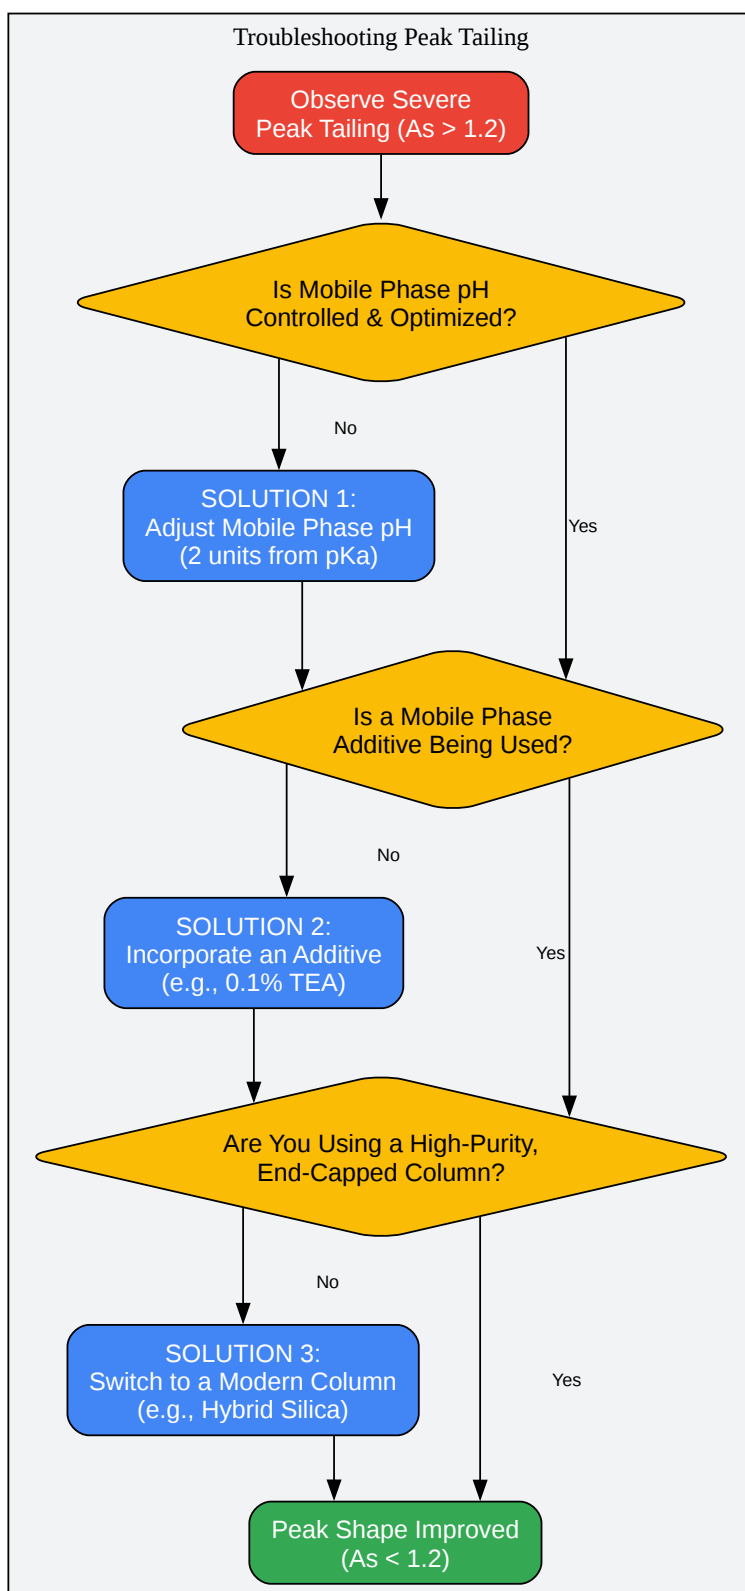 Troubleshooting Peak Tailing
Observe Severe
Peak Tailing (As > 1.2)
Is Mobile Phase pH
Controlled & Optimized?
No
SOLUTION 1:
Adjust Mobile Phase pH
(2 units from pKa)
Yes
Is a Mobile Phase
Additive Being Used?
No
SOLUTION 2:
Incorporate an Additive
(e.g., 0.1% TEA)
Yes
Are You Using a High-Purity,
End-Capped Column?
No
SOLUTION 3:
Switch to a Modern Column
(e.g., Hybrid Silica)
Yes
Peak Shape Improved
(As < 1.2)